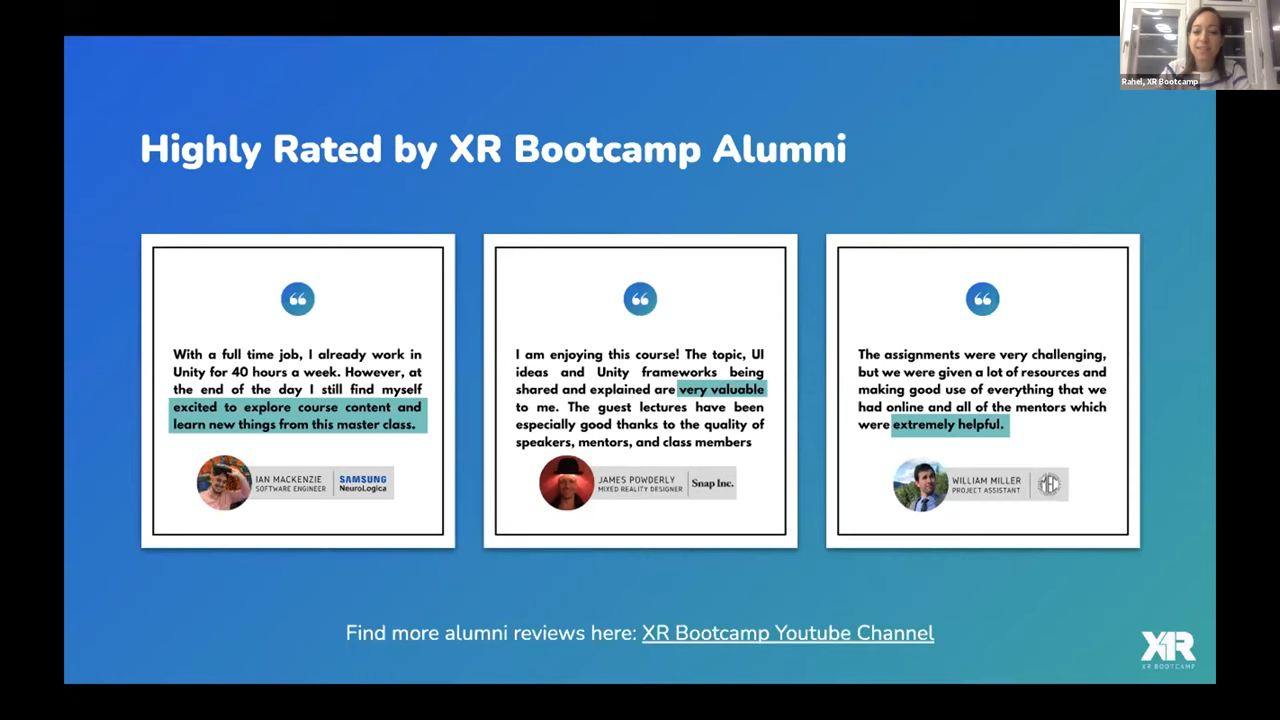 Rahel, XR Bootcamp
Highly Rated by XR Bootcamp Alumni
With a full time job, I already work in
Unity for 40 hours a week. However, at
the end of the day I still find myself
excited to explore course content and
learn new things from this master class.
IAN MACKENZIE
SOFTWARE ENGINEER
SAMSUNG
NeuroLogica
I am enjoying this course! The topic, UI
ideas and Unity frameworks being
shared and explained are very valuable
to me. The guest lectures have been
especially good thanks to the quality of
speakers, mentors, and class members
JAMES POWDERLY
MIXED REALITY DESIGNER
Snap Inc.
The assignments were very challenging,
but we were given a lot of resources and
making good use of everything that we
had online and all of the mentors which
were extremely helpful.
WILLIAM MILLER
PROJECT ASSISTANT
Find more alumni reviews here: XR Bootcamp Youtube Channel
XR
XR BOOTCAMP